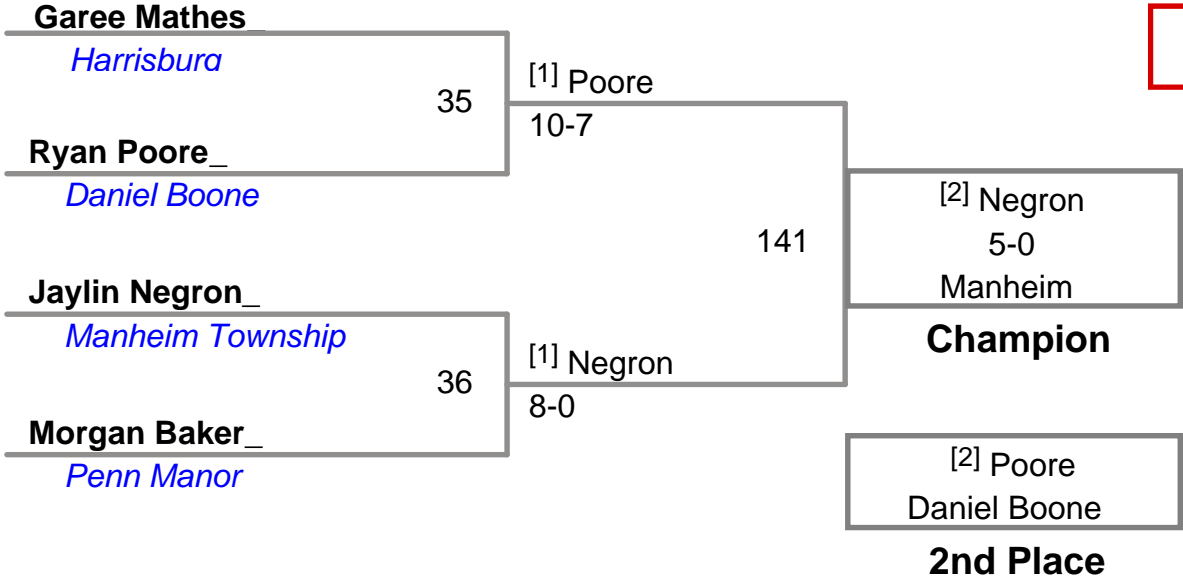 Garee Mathes_
Harrisburg
35
[1] Poore
10-7
Ryan Poore_
Daniel Boone
141
[2] Negron
5-0
Manheim
Champion
Jaylin Negron_
Manheim Township
36
[1] Negron
8-0
Morgan Baker_
Penn Manor
[2] Poore
Daniel Boone
2nd Place